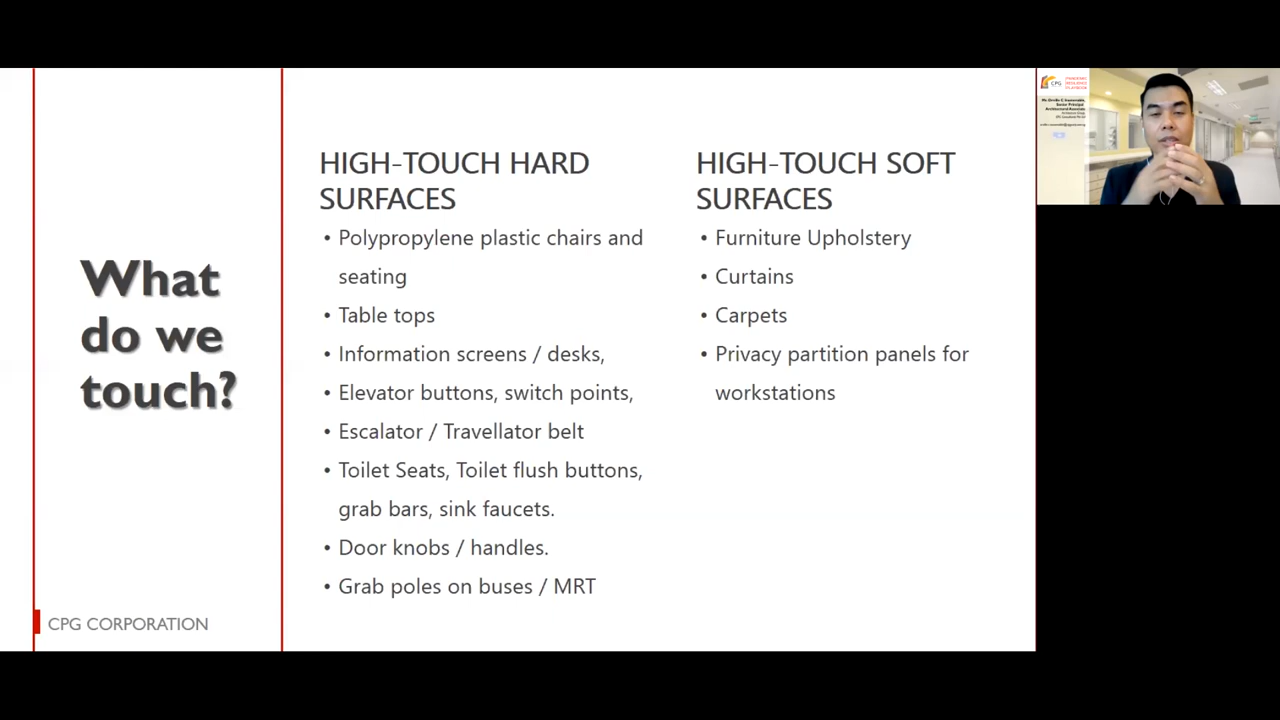 What
do we
touch?
CPG CORPORATION
HIGH-TOUCH HARD
SURFACES
• Polypropylene plastic chairs and
seating
• Table tops
• Information screens / desks,
• Elevator buttons, switch points,
• Escalator / Travellator belt
• Toilet Seats, Toilet flush buttons,
grab bars, sink faucets.
• Door knobs / handles.
• Grab poles on buses / MRT
HIGH-TOUCH SOFT
SURFACES
• Furniture Upholstery
• Curtains
• Carpets
• Privacy partition panels for
workstations
CPG